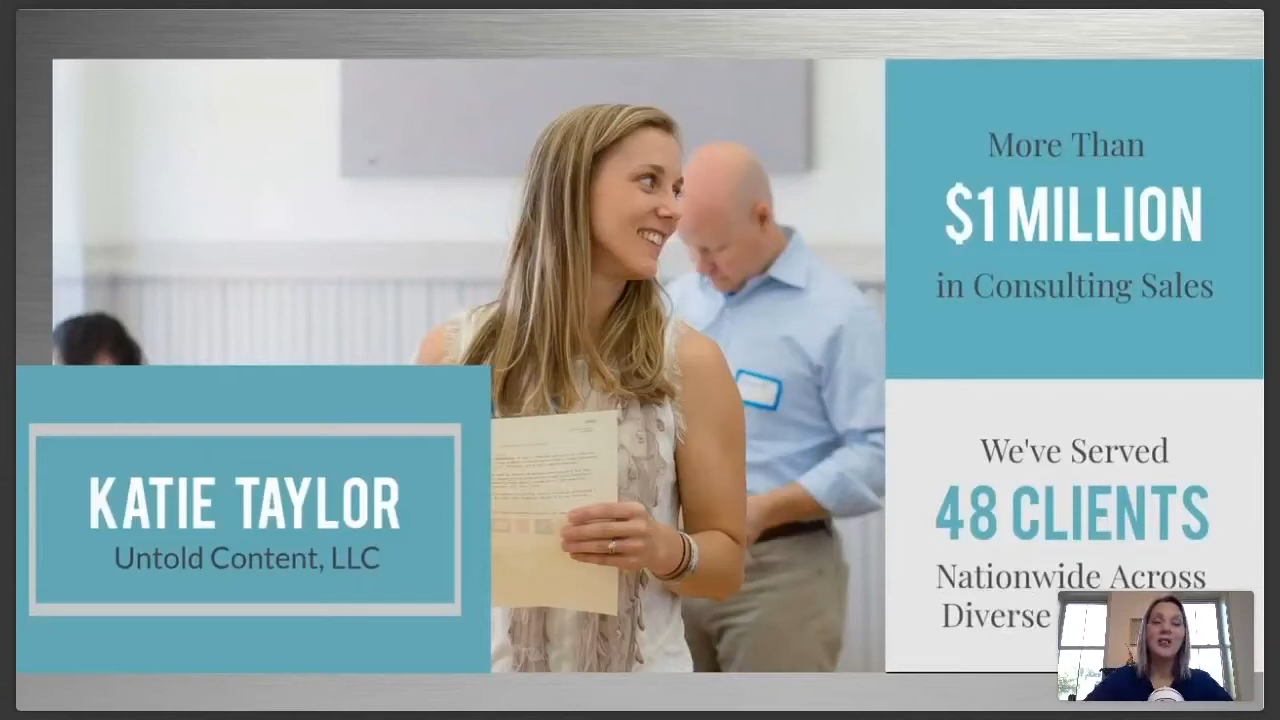 KATIE TAYLOR
Untold Content, LLC
More Than
$1 MILLION
in Consulting Sales
We've Served
48 CLIENTS
Nationwide Across
Diverse